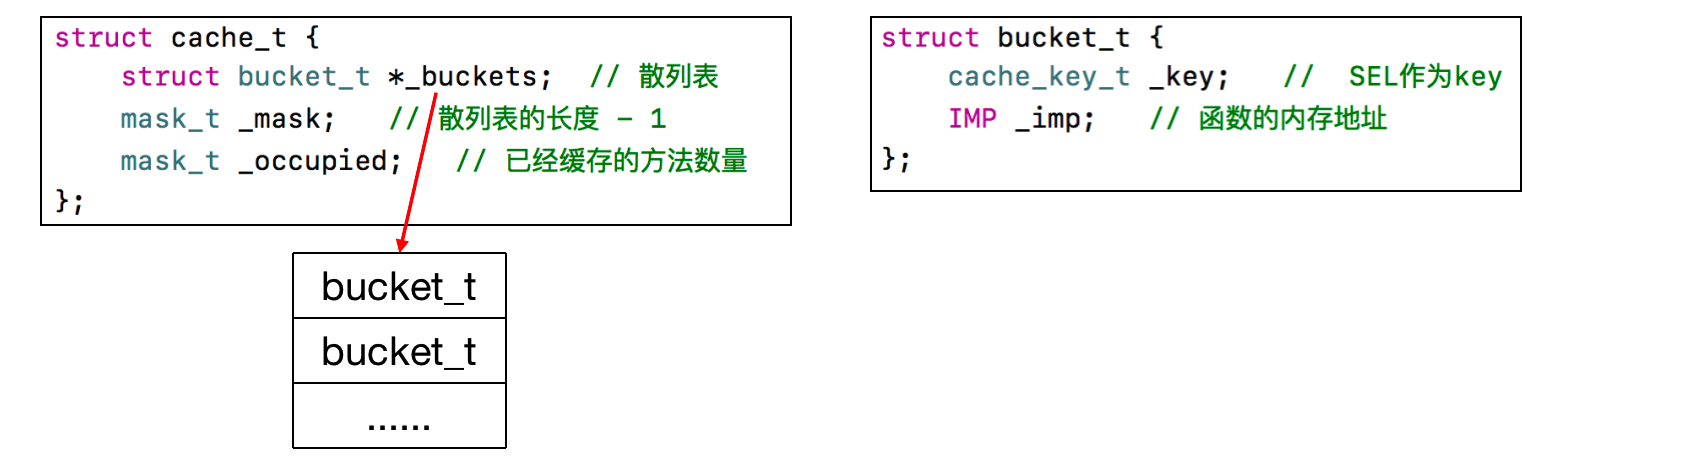 struct cache_t {
    struct bucket_t *_buckets;  // 散列表
    mask_t _mask;   // 散列表的长度 - 1
    mask_t _occupied;   // 已经缓存的方法数量
};
struct bucket_t {
    cache_key_t _key;   //  SEL作为key
    IMP _imp;   // 函数的内存地址
};
bucket_t
bucket_t
......